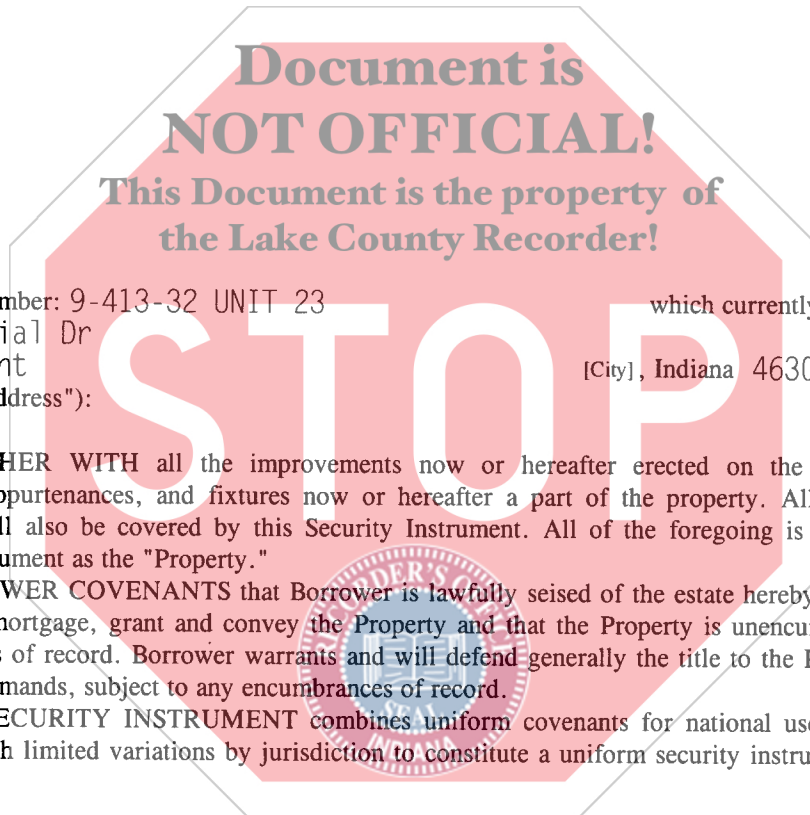 Document is
NOT OFFICIAL!
This Document is the property of
the Lake County Recorder!
mber: 9-413-32 UNIT 23 which currently
ial Dr
nt [City], Indiana 4630
ddress"):
STOP
HER WITH all the improvements now or hereafter erected on the
ppurtenances, and fixtures now or hereafter a part of the property. All
ll also be covered by this Security Instrument. All of the foregoing is
ument as the "Property."
WER COVENANTS that Borrower is lawfully seised of the estate hereby
mortgage, grant and convey the Property and that the Property is unencu
s of record. Borrower warrants and will defend generally the title to the P
mands, subject to any encumbrances of record.
ECURITY INSTRUMENT combines uniform covenants for national use
h limited variations by jurisdiction to constitute a uniform security instru
RECORDER'S OFFICE
SEAL
INDIANA